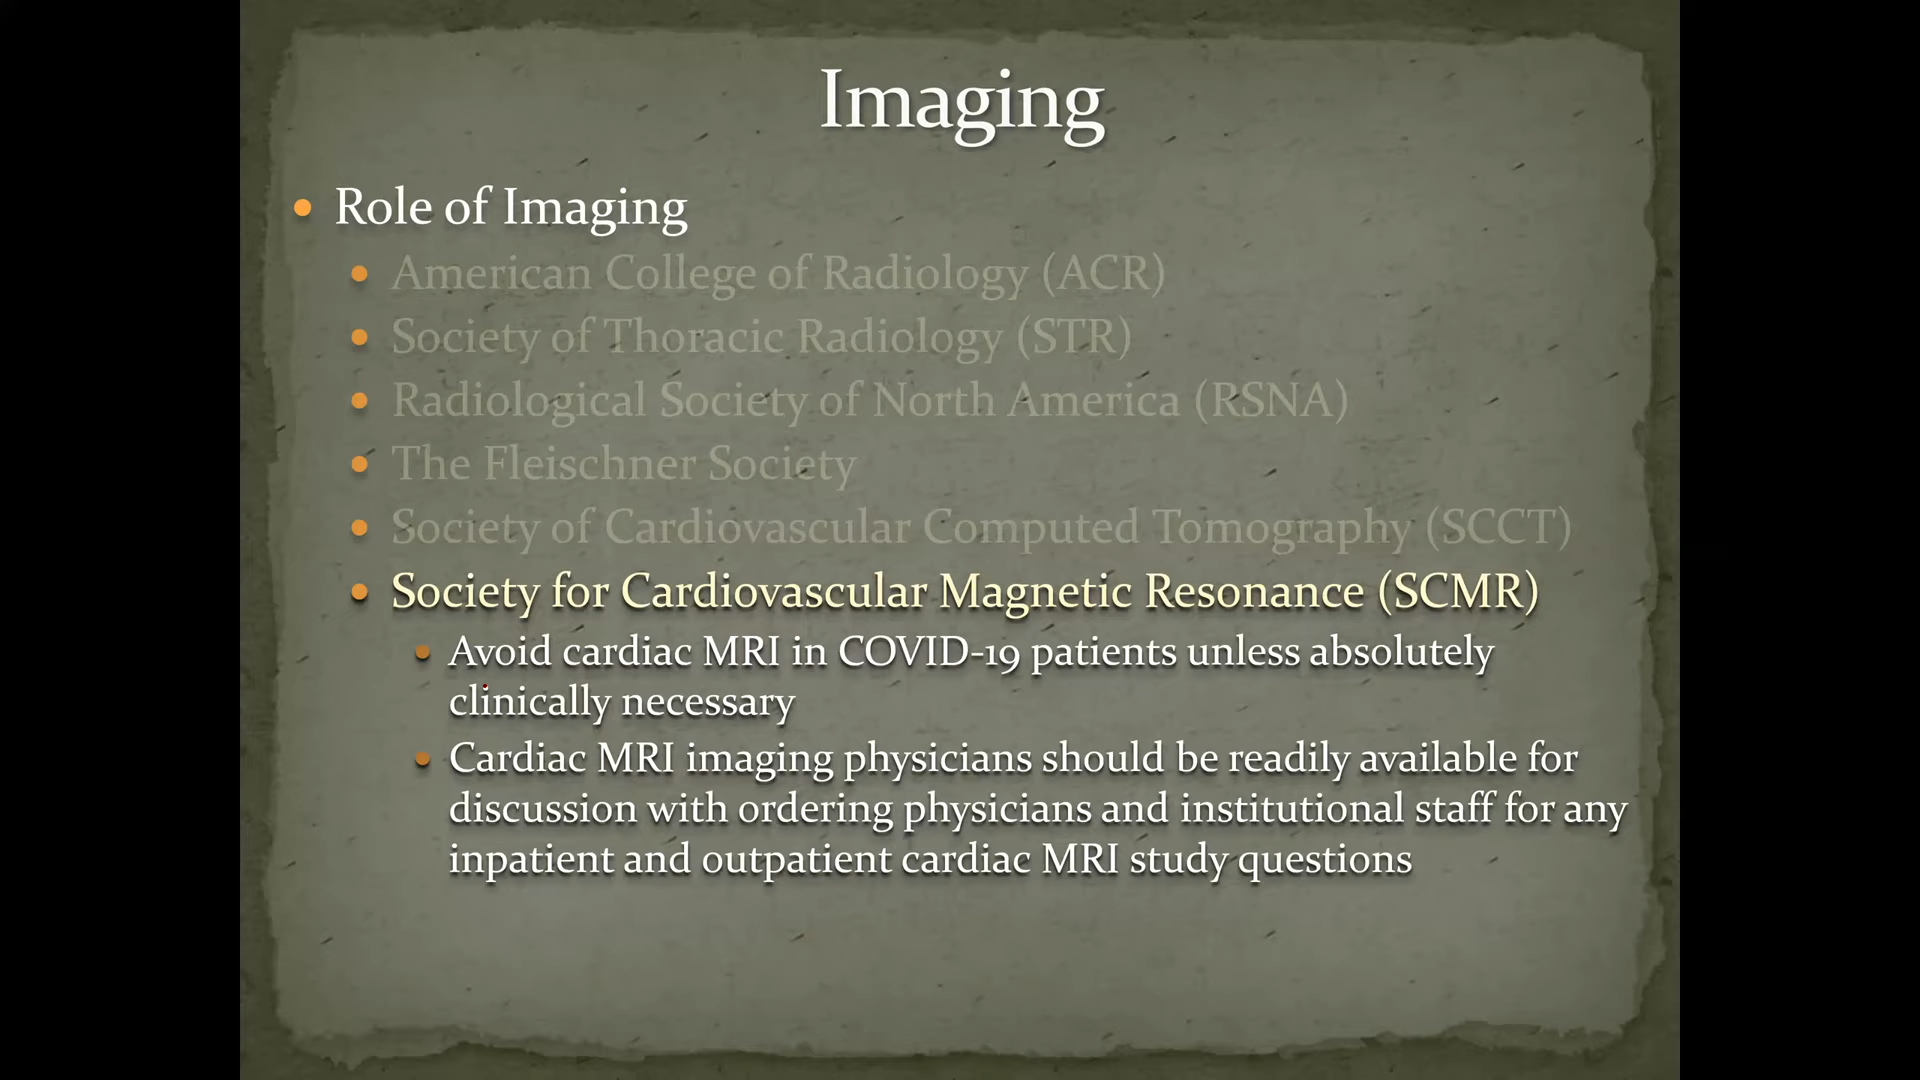 Imaging
Role of Imaging
American College of Radiology (ACR)
Society of Thoracic Radiology (STR)
Radiological Society of North America (RSNA)
The Fleischner Society
Society of Cardiovascular Computed Tomography (SCCT)
Society for Cardiovascular Magnetic Resonance (SCMR)
Avoid cardiac MRI in COVID-19 patients unless absolutely
clinically necessary
Cardiac MRI imaging physicians should be readily available for
discussion with ordering physicians and institutional staff for any
inpatient and outpatient cardiac MRI study questions